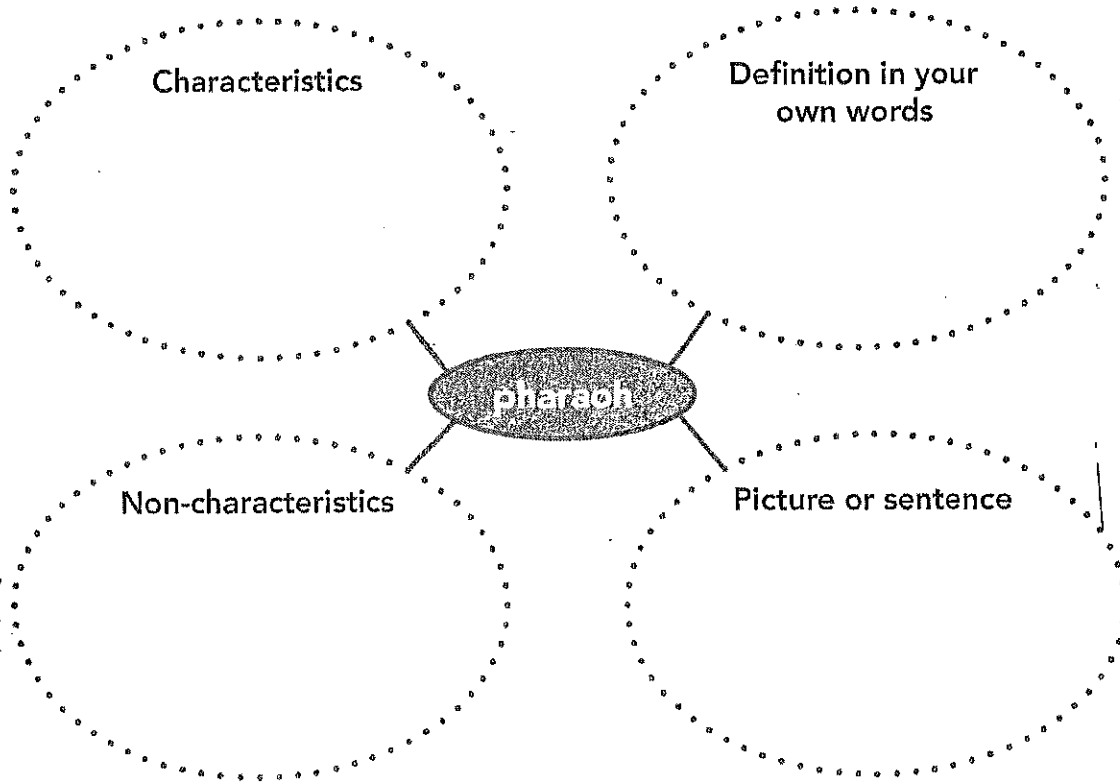 Characteristics
Definition in your
own words
pharaoh
Non-characteristics
Picture or sentence